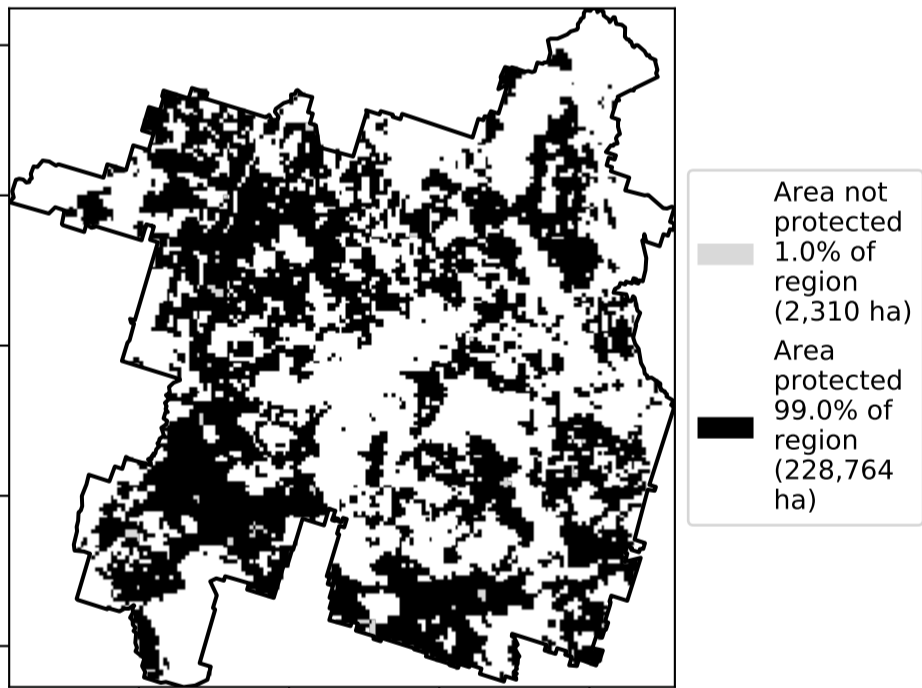 Area not
protected
1.0% of
region
(2,310 ha)
Area
protected
99.0% of
region
(228,764
ha)